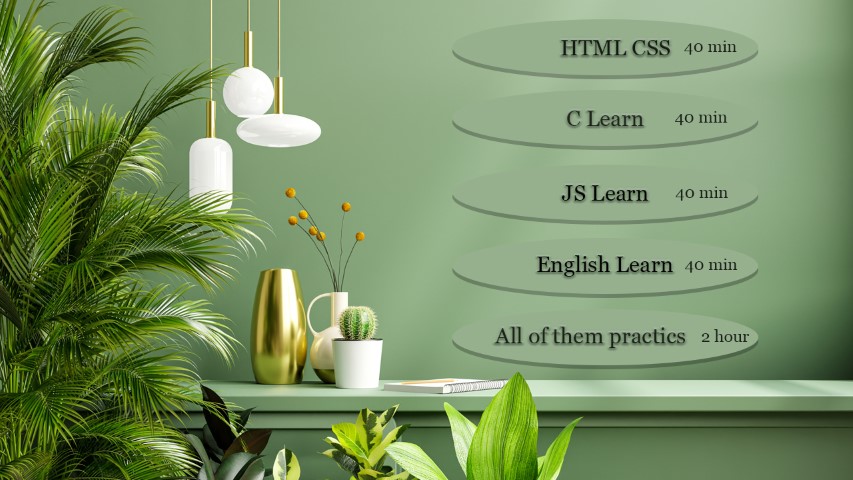 HTML CSS 40 min
C Learn 40 min
JS Learn 40 min
English Learn 40 min
All of them practics 2 hour